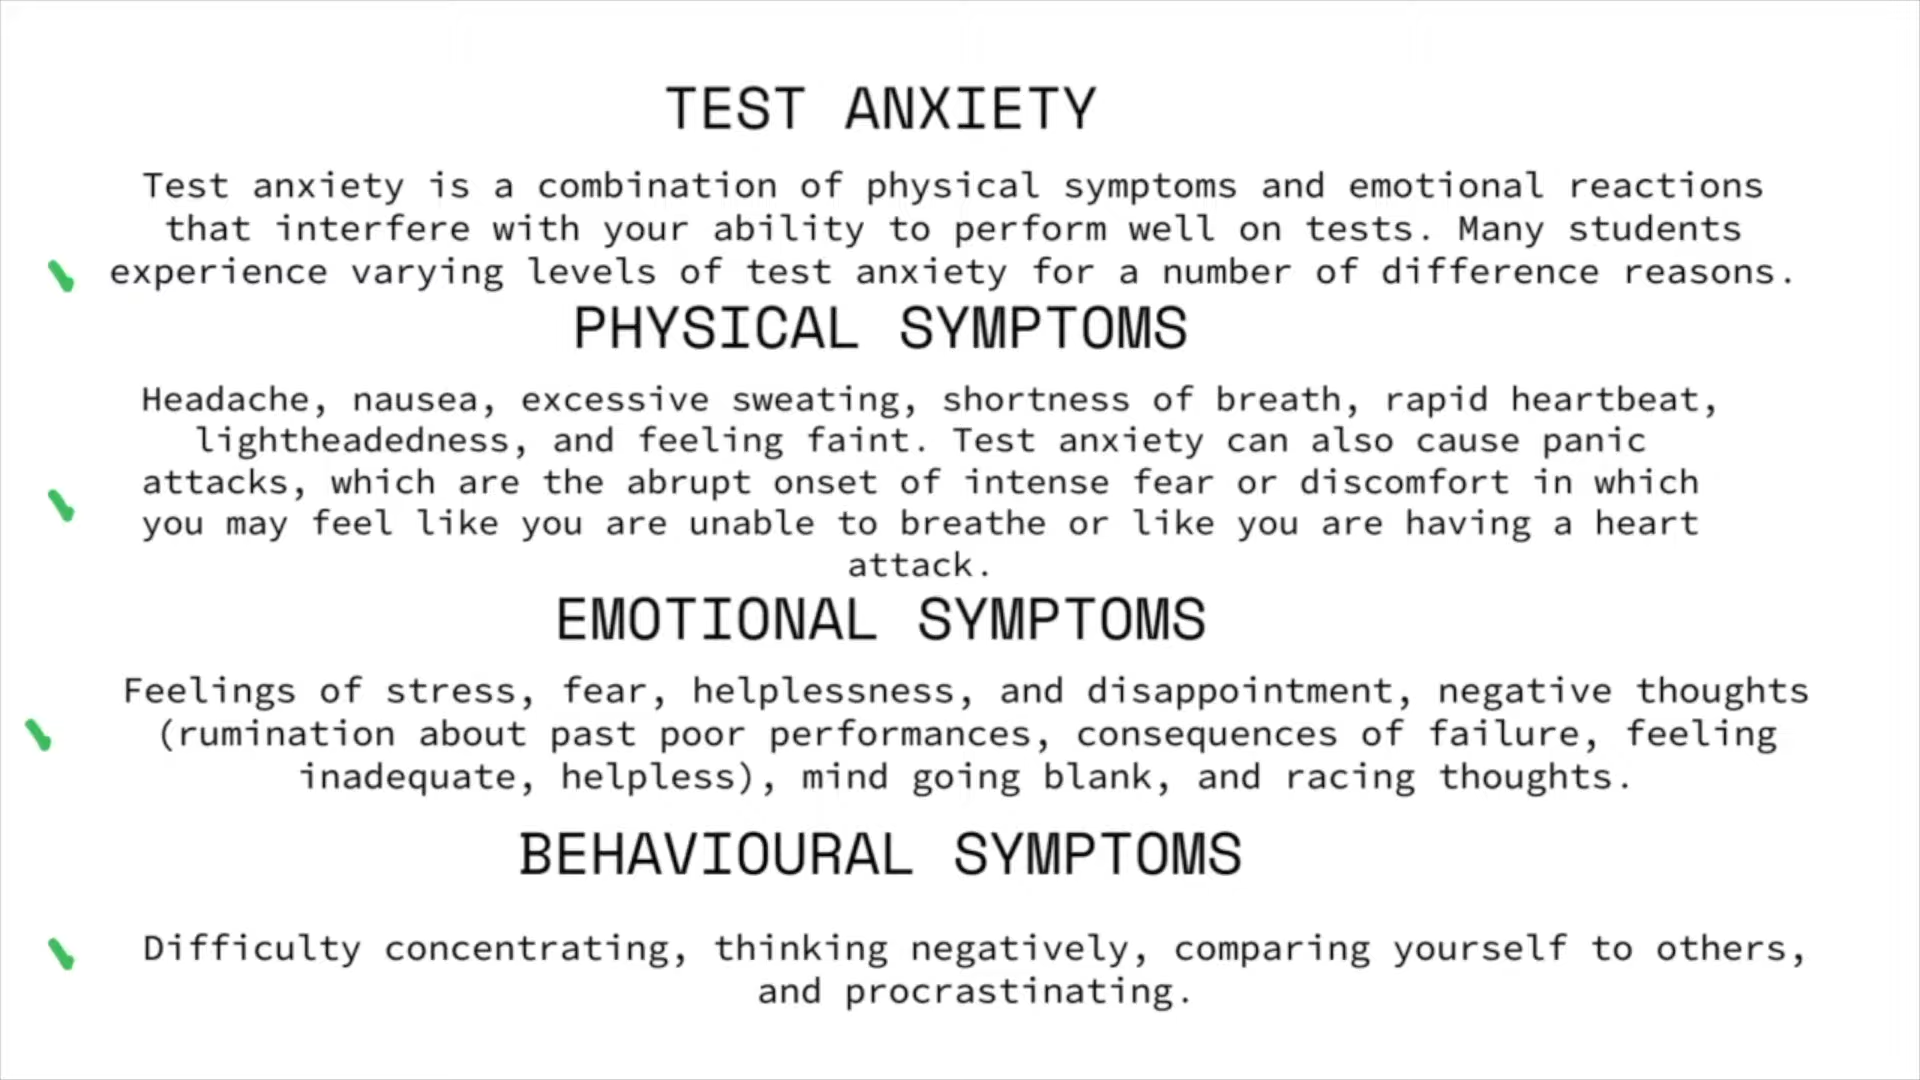 TEST ANXIETY
Test anxiety is a combination of physical symptoms and emotional reactions
that interfere with your ability to perform well on tests. Many students
experience varying levels of test anxiety for a number of difference reasons.
PHYSICAL SYMPTOMS
Headache, nausea, excessive sweating, shortness of breath, rapid heartbeat,
lightheadedness, and feeling faint. Test anxiety can also cause panic
attacks, which are the abrupt onset of intense fear or discomfort in which
you may feel like you are unable to breathe or like you are having a heart
attack.
EMOTIONAL SYMPTOMS
Feelings of stress, fear, helplessness, and disappointment, negative thoughts
(rumination about past poor performances, consequences of failure, feeling
inadequate, helpless), mind going blank, and racing thoughts.
BEHAVIOURAL SYMPTOMS
Difficulty concentrating, thinking negatively, comparing yourself to others,
and procrastinating.